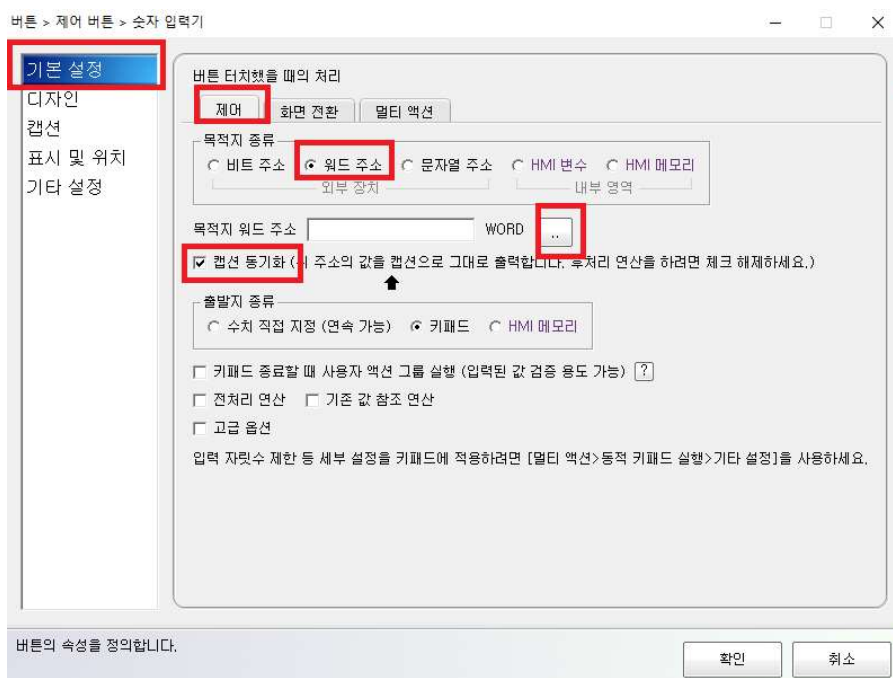 버튼 > 제어 버튼 > 숫자 입력기
기본 설정
디자인
캡션
표시 및 위치
기타 설정
버튼 터치했을 때의 처리
제어 화면 전환 멀티 액션
목적지 종류
비트 주소 워드 주소 문자열 주소 HMI 변수 HMI 메모리
외부 장치 내부 영역
목적지 워드 주소 WORD ..
캡션 동기화 ( 주소의 값을 캡션으로 그대로 출력합니다. 후처리 연산을 하려면 체크 해제하세요.)
출발지 종류
수치 직접 지정 (연속 가능) 키패드 HMI 메모리
키패드 종료할 때 사용자 액션 그룹 실행 (입력된 값 검증 용도 가능) ?
전처리 연산 기존 값 참조 연산
고급 옵션
입력 자릿수 제한 등 세부 설정을 키패드에 적용하려면 [멀티 액션>동적 키패드 실행>기타 설정]을 사용하세요.
버튼의 속성을 정의합니다.
확인 취소